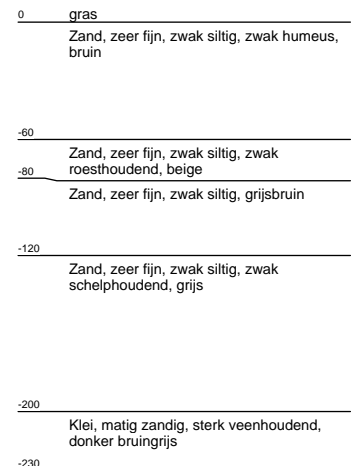 0 gras
Zand, zeer fijn, zwak siltig, zwak humeus,
bruin
-60
Zand, zeer fijn, zwak siltig, zwak
roesthoudend, beige
-80
Zand, zeer fijn, zwak siltig, grijsbruin
-120
Zand, zeer fijn, zwak siltig, zwak
schelphoudend, grijs
-200
Klei, matig zandig, sterk veenhoudend,
donker bruingrijs
-230